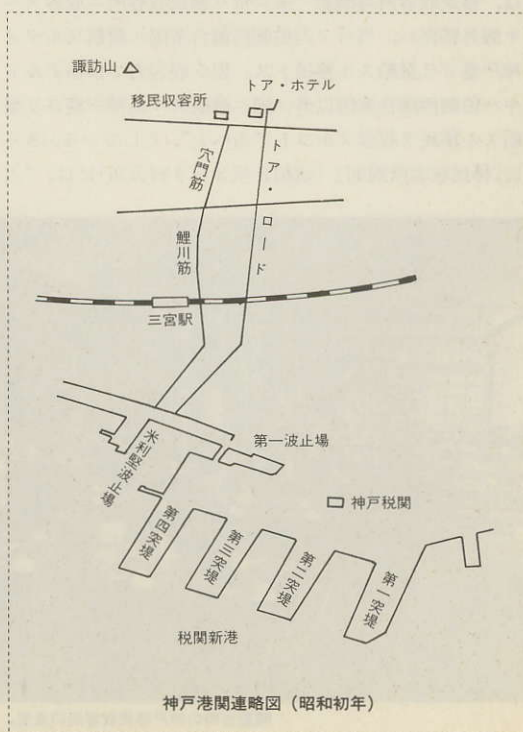 諏訪山
移民収容所
トア・ホテル
穴門筋
トア・ロード
鯉川筋
三宮駅
米利堅波止場
第一波止場
神戸税関
第四突堤
第三突堤
第二突堤
第一突堤
税関新港
神戸港関連略図(昭和初年)